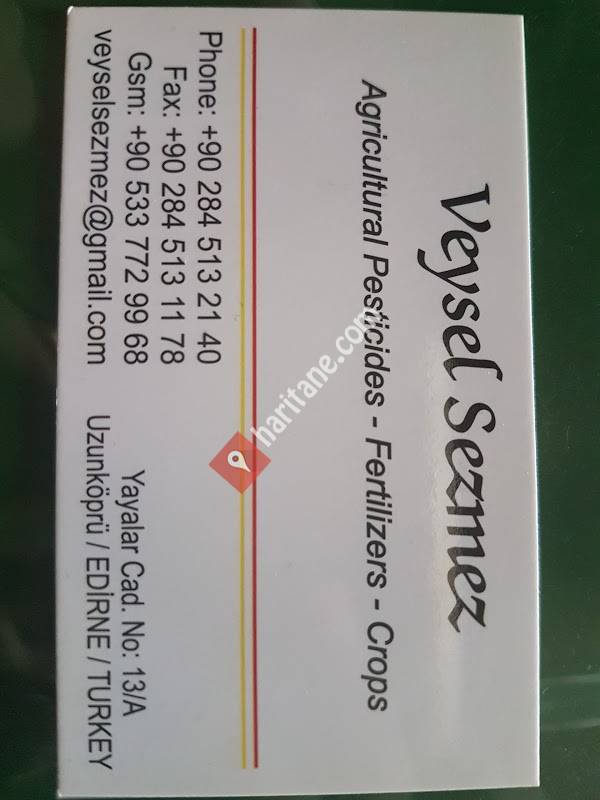 Veysel Sezmez
Agricultural Pesticides - Fertilizers - Crops
haritane.com
Phone: +90 284 513 21 40
Fax: +90 284 513 11 78
Gsm: +90 533 772 99 68
veyselsezmez@gmail.com
Yayalar Cad. No: 13/A
Uzunköprü / EDİRNE / TURKEY